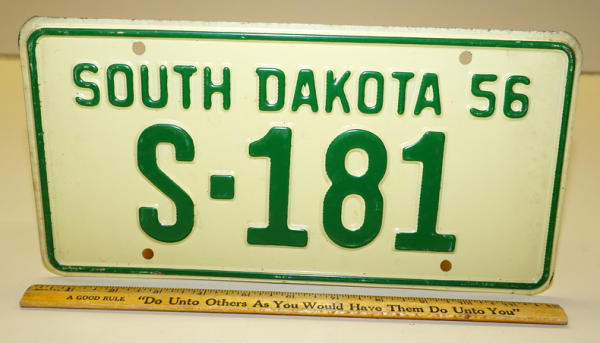 SOUTH DAKOTA 56
S-181
A GOOD RULE "Do Unto Others As You Would Have Them Do Unto You"